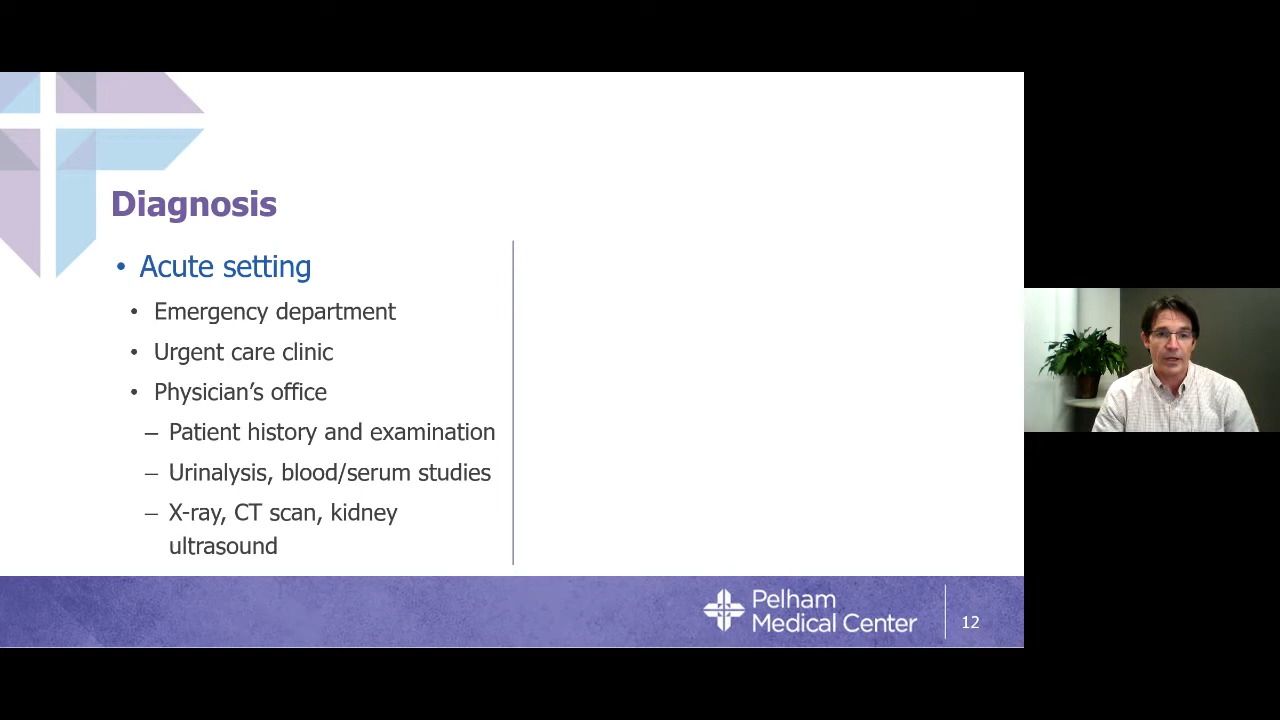 Diagnosis
• Acute setting
• Emergency department
• Urgent care clinic
• Physician’s office
– Patient history and examination
– Urinalysis, blood/serum studies
– X-ray, CT scan, kidney
ultrasound
Pelham
Medical Center
12